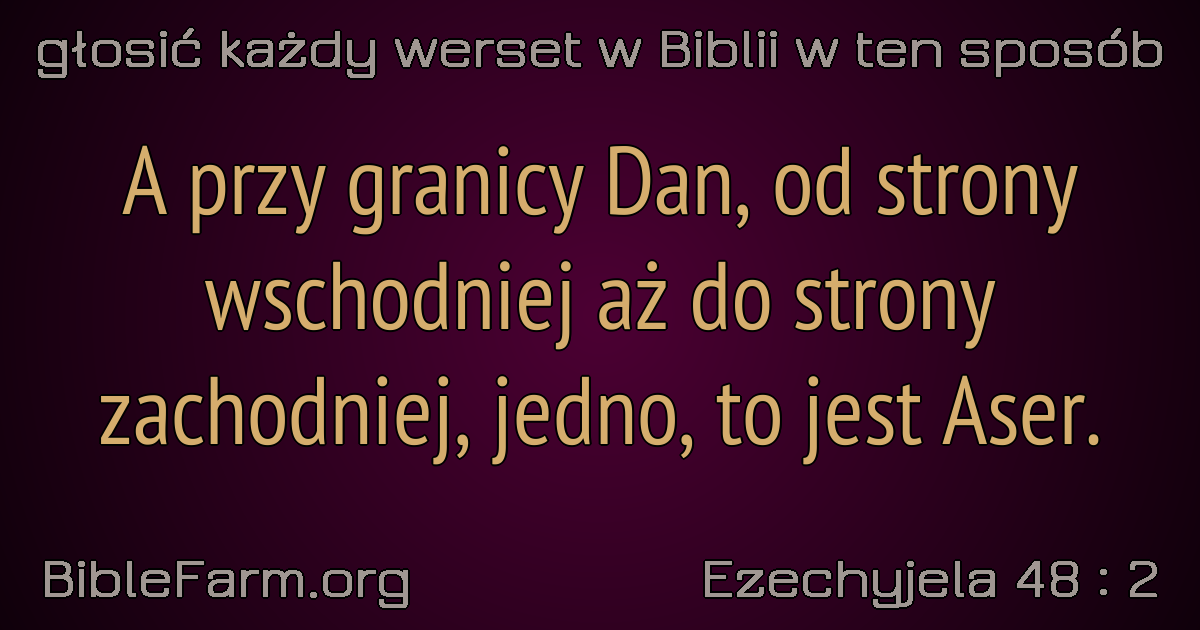 głosić każdy werset w Biblii w ten sposób
A przy granicy Dan, od strony
wschodniej aż do strony
zachodniej, jedno, to jest Aser.
BibleFarm.org
Ezechyjela 48 : 2